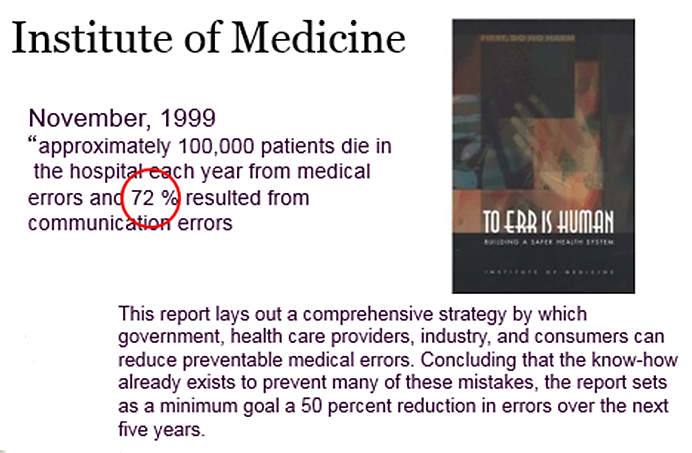 Institute of Medicine
November, 1999
“approximately 100,000 patients die in
the hospital each year from medical
errors and 72 % resulted from
communication errors
FIRST, DO NO HARM
TO ERR IS HUMAN
BUILDING A SAFER HEALTH SYSTEM
INSTITUTE OF MEDICINE
This report lays out a comprehensive strategy by which
government, health care providers, industry, and consumers can
reduce preventable medical errors. Concluding that the know-how
already exists to prevent many of these mistakes, the report sets
as a minimum goal a 50 percent reduction in errors over the next
five years.